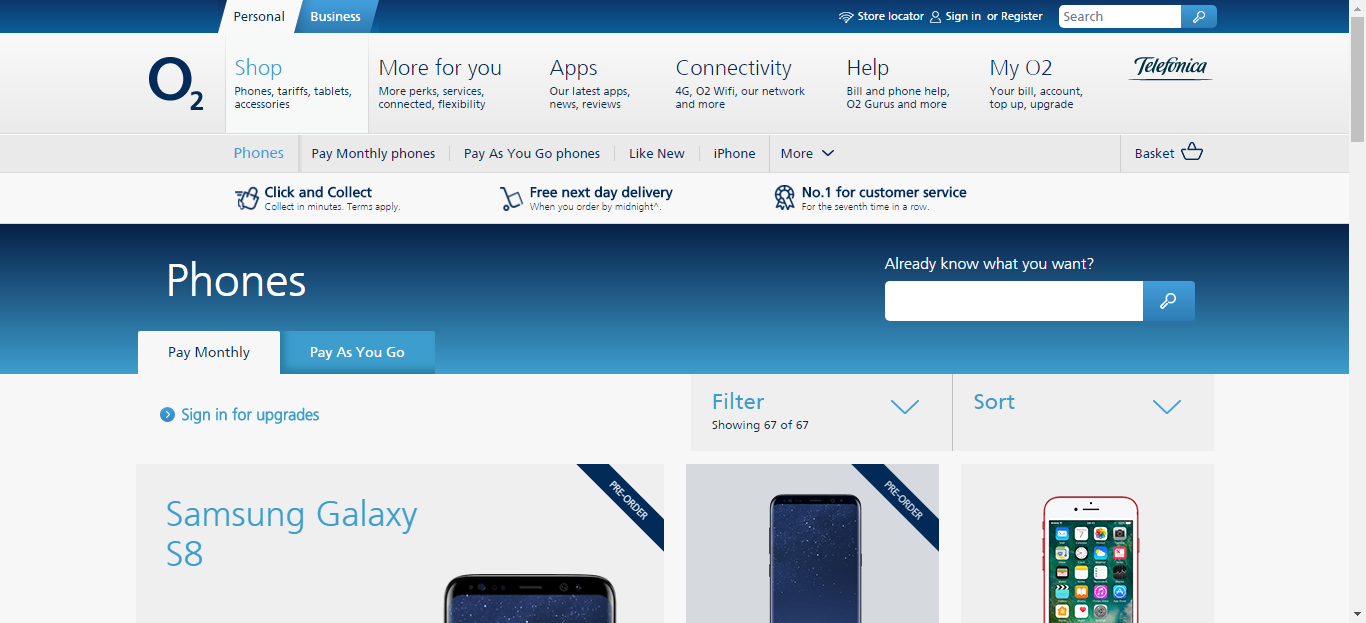 Personal
Business
Store locator
Sign in or Register
Search
O2
Shop
Phones, tariffs, tablets,
accessories
More for you
More perks, services,
connected, flexibility
Apps
Our latest apps,
news, reviews
Connectivity
4G, O2 Wifi, our network
and more
Help
Bill and phone help,
O2 Gurus and more
My O2
Your bill, account,
top up, upgrade
Telefónica
Phones
Pay Monthly phones
Pay As You Go phones
Like New
iPhone
More
Basket
Click and Collect
Collect in minutes. Terms apply.
Free next day delivery
When you order by midnight^.
No.1 for customer service
For the seventh time in a row.
Phones
Already know what you want?
Pay Monthly
Pay As You Go
Sign in for upgrades
Filter
Showing 67 of 67
Sort
Samsung Galaxy
S8
PRE-ORDER
PRE-ORDER